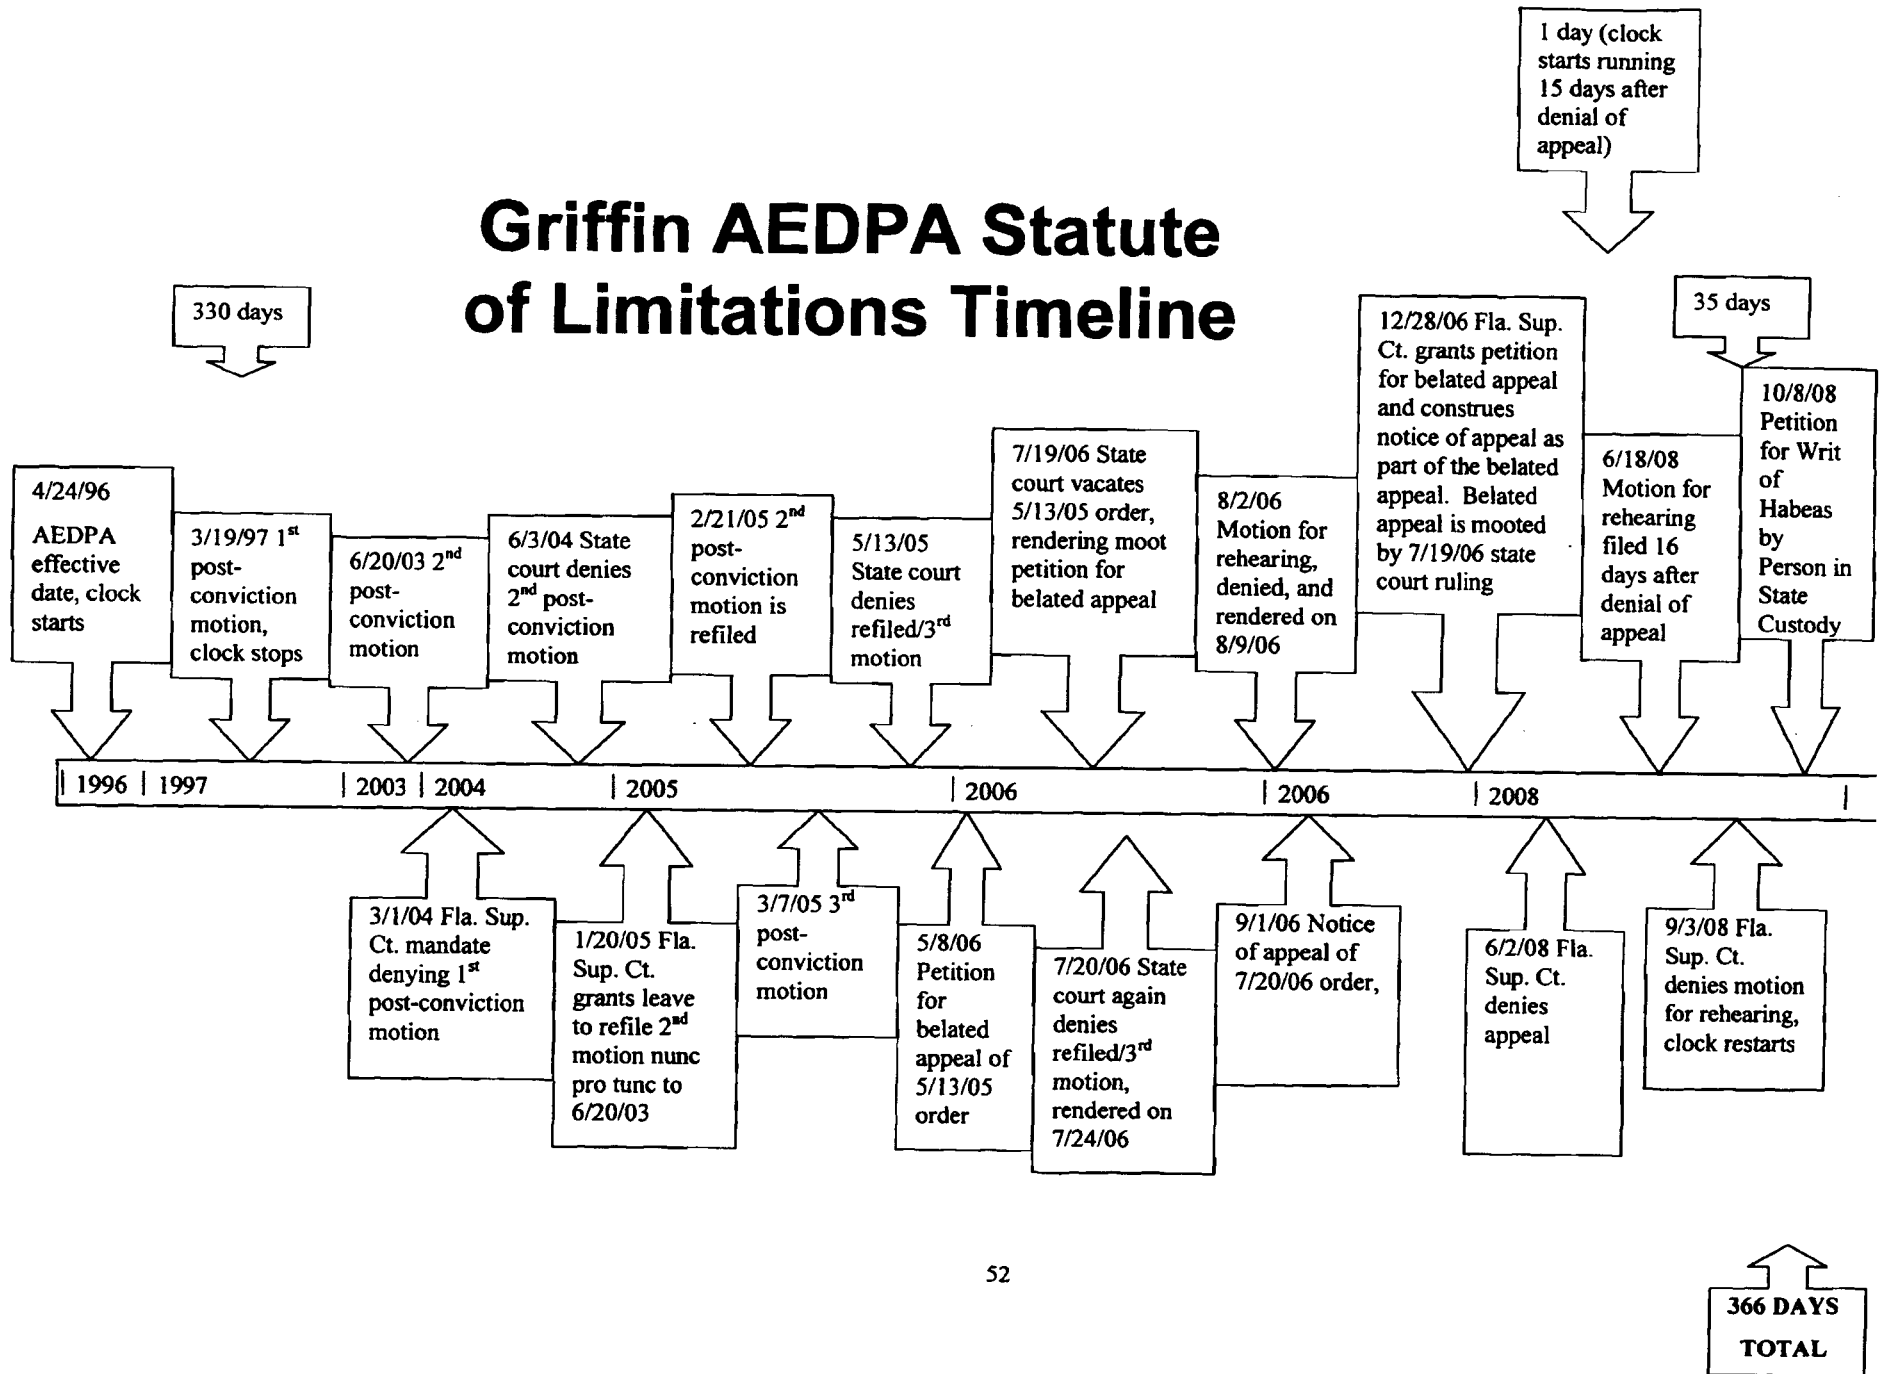 1 day (clock
starts running
15 days after
denial of
appeal)
Griffin AEDPA Statute
of Limitations Timeline
330 days
35 days
4/24/96
AEDPA
effective
date, clock
starts
3/19/97 1st
post-
conviction
motion,
clock stops
6/20/03 2nd
post-
conviction
motion
6/3/04 State
court denies
2nd post-
conviction
motion
2/21/05 2nd
post-
conviction
motion is
refiled
5/13/05
State court
denies
refiled/3rd
motion
7/19/06 State
court vacates
5/13/05 order,
rendering moot
petition for
belated appeal
8/2/06
Motion for
rehearing,
denied, and
rendered on
8/9/06
12/28/06 Fla. Sup.
Ct. grants petition
for belated appeal
and construes
notice of appeal as
part of the belated
appeal. Belated
appeal is mooted
by 7/19/06 state
court ruling
6/18/08
Motion for
rehearing
filed 16
days after
denial of
appeal
10/8/08
Petition
for Writ
of
Habeas
by
Person in
State
Custody
| 1996 | 1997 | 2003 | 2004 | 2005 | 2006 | 2006 | 2008 |
3/1/04 Fla. Sup.
Ct. mandate
denying 1st
post-conviction
motion
1/20/05 Fla.
Sup. Ct.
grants leave
to refile 2nd
motion nunc
pro tunc to
6/20/03
3/7/05 3rd
post-
conviction
motion
5/8/06
Petition
for
belated
appeal of
5/13/05
order
7/20/06 State
court again
denies
refiled/3rd
motion,
rendered on
7/24/06
9/1/06 Notice
of appeal of
7/20/06 order,
6/2/08 Fla.
Sup. Ct.
denies
appeal
9/3/08 Fla.
Sup. Ct.
denies motion
for rehearing,
clock restarts
52
366 DAYS
TOTAL